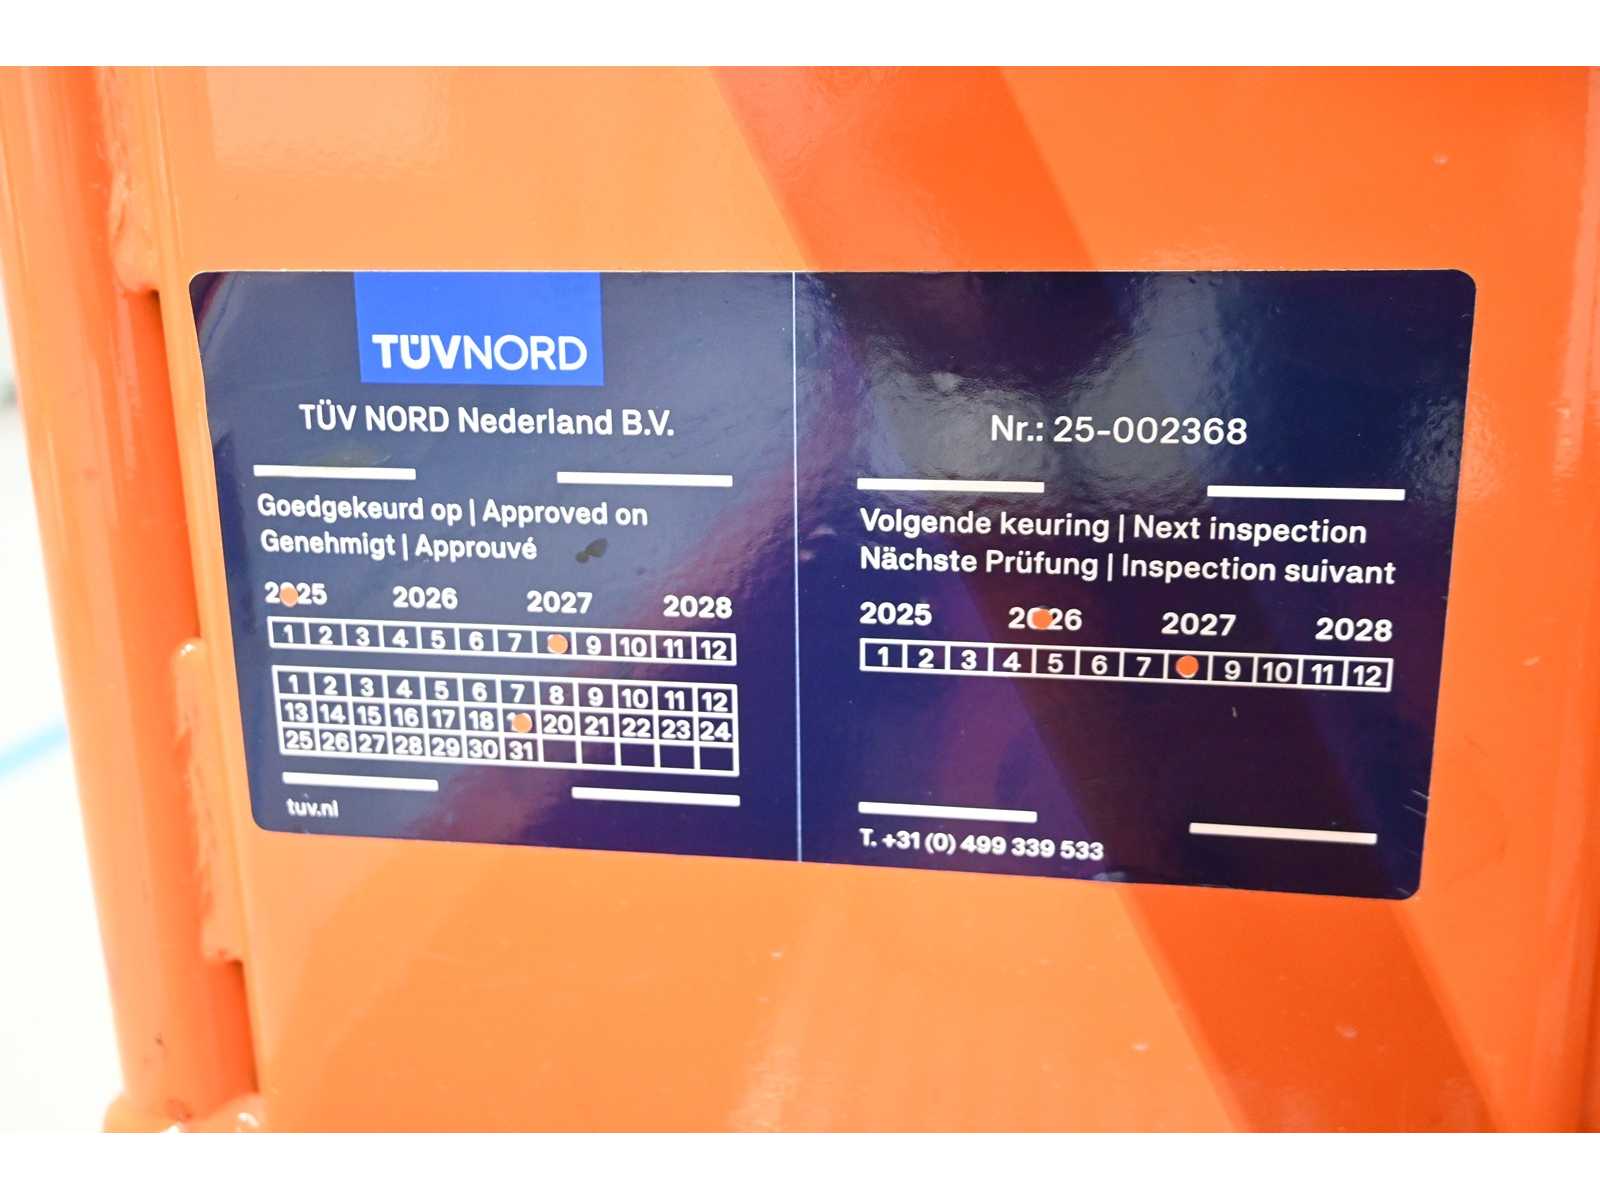 TÜVNORD
TÜV NORD Nederland B.V.
Goedgekeurd op | Approved on
Genehmigt | Approuvé
2025 2026 2027 2028
1 2 3 4 5 6 7 9 10 11 12
1 2 3 4 5 6 7 8 9 10 11 12
13 14 15 16 17 18 20 21 22 23 24
25 26 27 28 29 30 31
tuv.nl
Nr.: 25-002368
Volgende keuring | Next inspection
Nächste Prüfung | Inspection suivant
2025 2026 2027 2028
1 2 3 4 5 6 7 9 10 11 12
T. +31 (0) 499 339 533